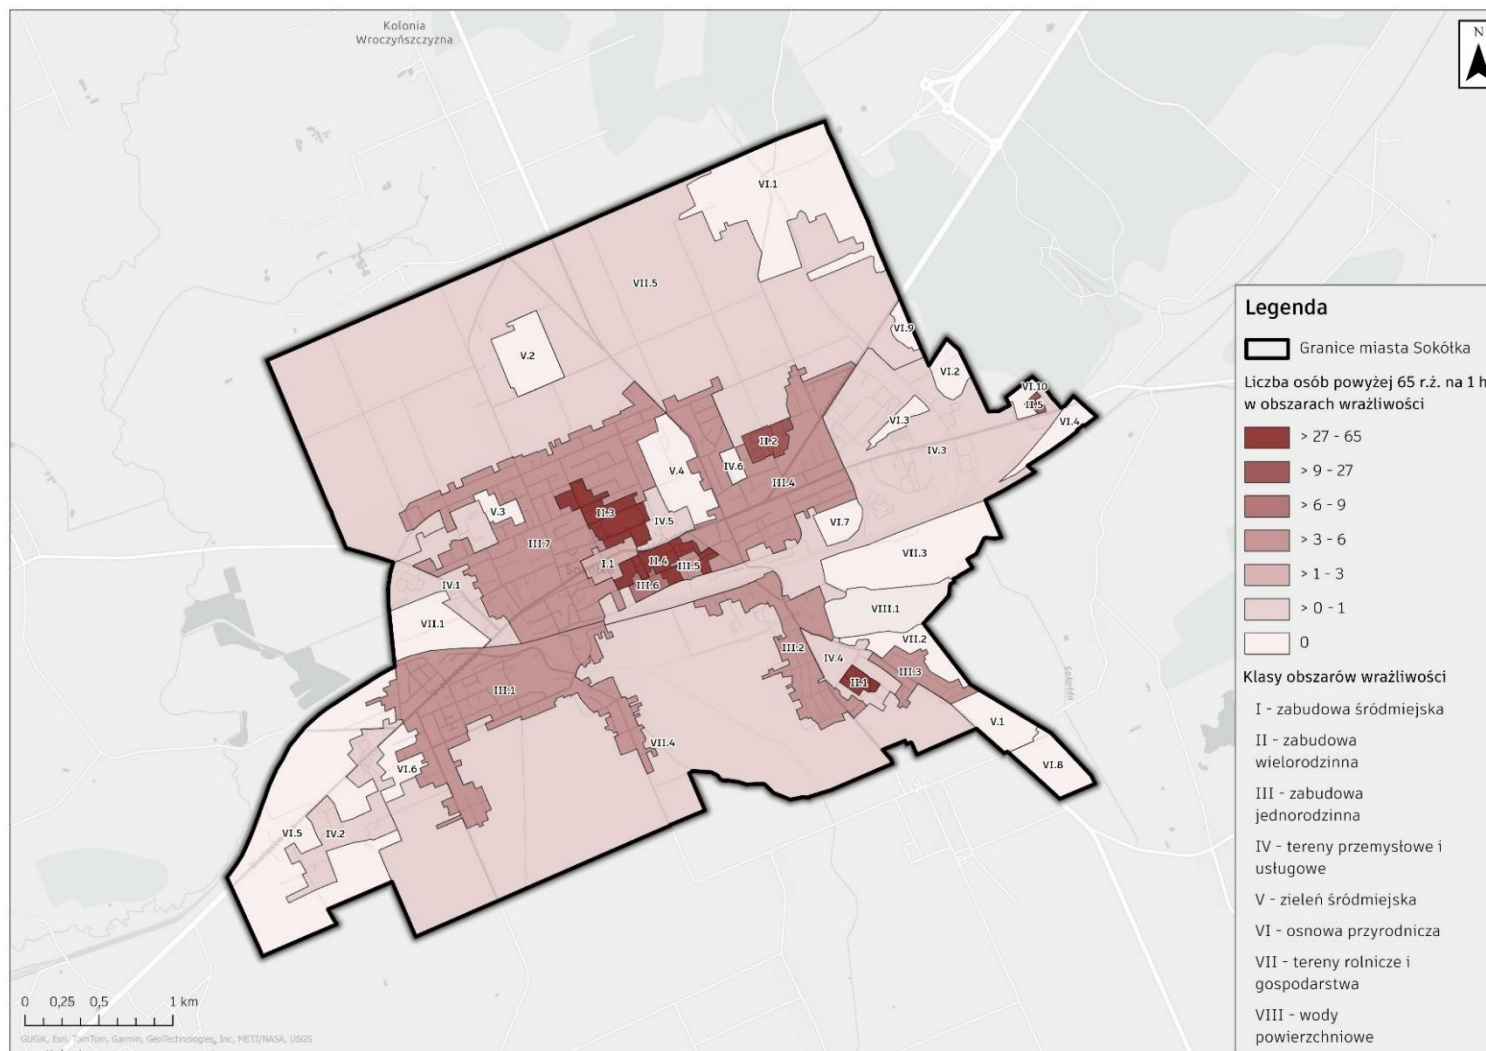 Kolonia
Wroczyńszczyzna
N
VI.1
VII.5
VI.9
V.2
VI.2
VI.10
II.5
VI.4
VI.3
II.2
IV.3
V.4
IV.6
III.4
V.3
II.3
IV.5
VI.7
III.7
VII.3
I.1
II.4
III.5
IV.1
III.6
VIII.1
VII.1
VII.2
III.2
IV.4
III.3
II.1
III.1
V.1
VII.4
VI.6
VI.8
VI.5
IV.2
Sokołda
Legenda
Granice miasta Sokółka
Liczba osób powyżej 65 r.ż. na 1 h
w obszarach wrażliwości
> 27 - 65
> 9 - 27
> 6 - 9
> 3 - 6
> 1 - 3
> 0 - 1
0
Klasy obszarów wrażliwości
I - zabudowa śródmiejska
II - zabudowa
wielorodzinna
III - zabudowa
jednorodzinna
IV - tereny przemysłowe i
usługowe
V - zieleń śródmiejska
VI - osnowa przyrodnicza
VII - tereny rolnicze i
gospodarstwa
VIII - wody
powierzchniowe
0 0,25 0,5 1 km
GUGiK, Esri, TomTom, Garmin, GeoTechnologies, Inc, METI/NASA, USGS